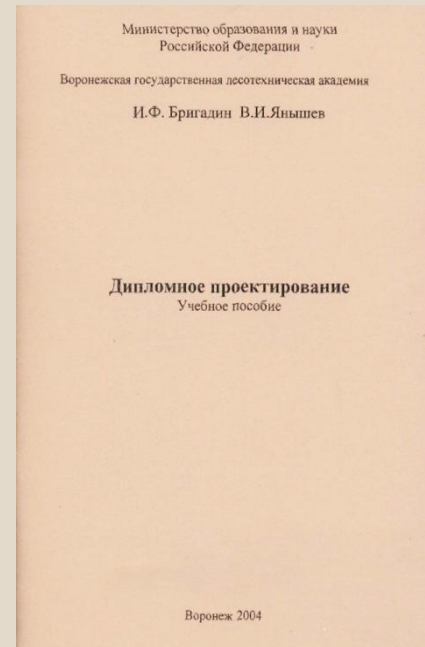 Министерство образования и науки
Российской Федерации
Воронежская государственная лесотехническая академия
И.Ф. Бригадин В.И.Янышев
Дипломное проектирование
Учебное пособие
Воронеж 2004